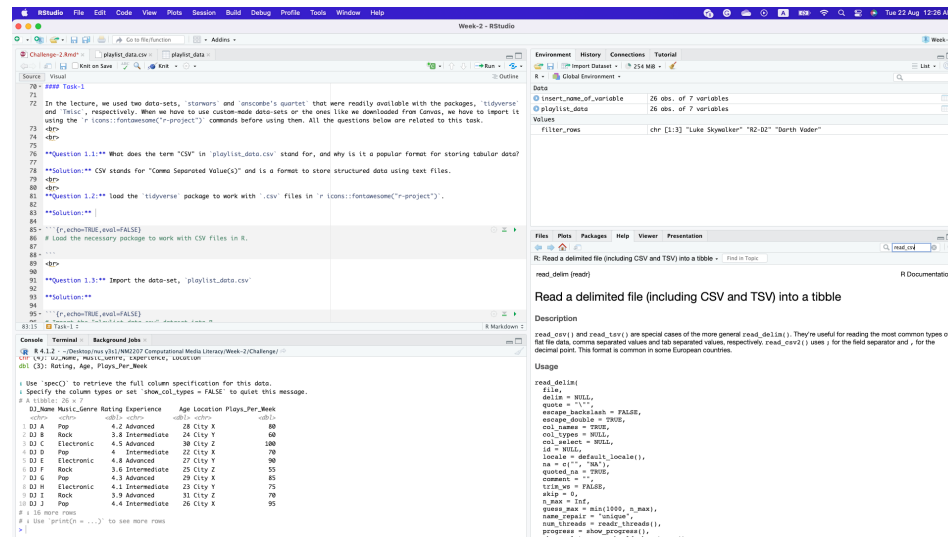 RStudio File Edit Code View Plots Session Build Debug Profile Tools Window Help
Tue 22 Aug 12:26 A
Week-2 - RStudio
Go to file/function
Addins
Challenge-2.Rmd*
playlist_data.csv
playlist_data
Knit on Save
Knit
Run
Source Visual
Outline
70 #### Task-1
71
72 In the lecture, we used two data-sets, `starwars` and `anscombe's quartet` that were readily available with the packages, `tidyverse`
and `Tmisc`, respectively. When we have to use custom-made data-sets or the ones like we downloaded from Canvas, we have to import it
using the `r icons::fontawesome("r-project")` commands before using them. All the questions below are related to this task.
73 <br>
74 <br>
75
76 **Question 1.1:** What does the term "CSV" in `playlist_data.csv` stand for, and why is it a popular format for storing tabular data?
77
78 **Solution:** CSV stands for "Comma Separated Value(s)" and is a format to store structured data using text files.
79 <br>
80 <br>
81 **Question 1.2:** load the `tidyverse` package to work with `.csv` files in `r icons::fontawesome("r-project")`.
82
83 **Solution:**
84
85 ```{r,echo=TRUE,eval=FALSE}
86 # Load the necessary package to work with CSV files in R.
87
88 ```
89 <br>
90
91 **Question 1.3:** Import the data-set, `playlist_data.csv`
92
93 **Solution:**
94
95 ```{r,echo=TRUE,eval=FALSE}
96 # Import the "playlist_data.csv" dataset into R
83:15 Task-1
R Markdown
Console Terminal Background Jobs
R 4.1.2 · ~/Desktop/nus y3s1/NM2207 Computational Media Literacy/Week-2/Challenge/
chr (4): DJ_Name, Music_Genre, Experience, Location
dbl (3): Rating, Age, Plays_Per_Week
ℹ Use `spec()` to retrieve the full column specification for this data.
ℹ Specify the column types or set `show_col_types = FALSE` to quiet this message.
# A tibble: 26 × 7
DJ_Name Music_Genre Rating Experience Age Location Plays_Per_Week
<chr> <chr> <dbl> <chr> <dbl> <chr> <dbl>
1 DJ A Pop 4.2 Advanced 28 City X 80
2 DJ B Rock 3.8 Intermediate 24 City Y 60
3 DJ C Electronic 4.5 Advanced 30 City Z 100
4 DJ D Pop 4 Intermediate 22 City X 70
5 DJ E Electronic 4.8 Advanced 27 City Y 90
6 DJ F Rock 3.6 Intermediate 25 City Z 55
7 DJ G Pop 4.3 Advanced 29 City X 85
8 DJ H Electronic 4.1 Intermediate 23 City Y 75
9 DJ I Rock 3.9 Advanced 31 City Z 70
10 DJ J Pop 4.4 Intermediate 26 City X 95
# ℹ 16 more rows
# ℹ Use `print(n = ...)` to see more rows
>
Week-
Environment History Connections Tutorial
Import Dataset
254 MiB
List
R Global Environment
Data
insert_name_of_variable 26 obs. of 7 variables
playlist_data 26 obs. of 7 variables
Values
filter_rows chr [1:3] "Luke Skywalker" "R2-D2" "Darth Vader"
Files Plots Packages Help Viewer Presentation
read_csv
R: Read a delimited file (including CSV and TSV) into a tibble
Find in Topic
read_delim {readr}
R Documentatio
Read a delimited file (including CSV and TSV) into a tibble
Description
read_csv() and read_tsv() are special cases of the more general read_delim(). They're useful for reading the most common types o
flat file data, comma separated values and tab separated values, respectively. read_csv2() uses ; for the field separator and , for the
decimal point. This format is common in some European countries.
Usage
read_delim(
file,
delim = NULL,
quote = "\"",
escape_backslash = FALSE,
escape_double = TRUE,
col_names = TRUE,
col_types = NULL,
col_select = NULL,
id = NULL,
locale = default_locale(),
na = c("", "NA"),
quoted_na = TRUE,
comment = "",
trim_ws = FALSE,
skip = 0,
n_max = Inf,
guess_max = min(1000, n_max),
name_repair = "unique",
num_threads = readr_threads(),
progress = show_progress(),